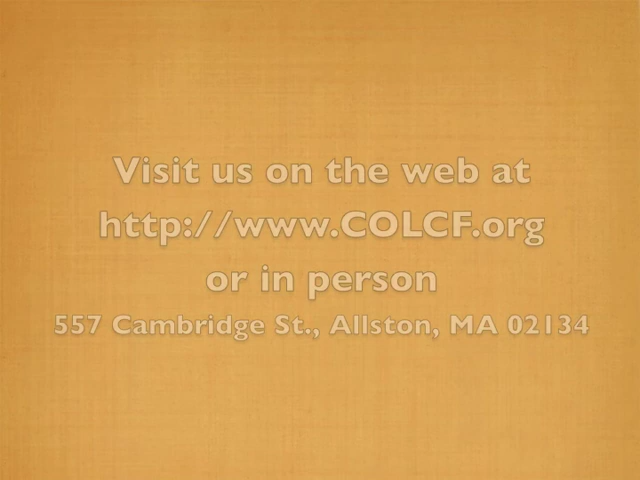 Visit us on the web at
http://www.COLCF.org
or in person
557 Cambridge St., Allston, MA 02134